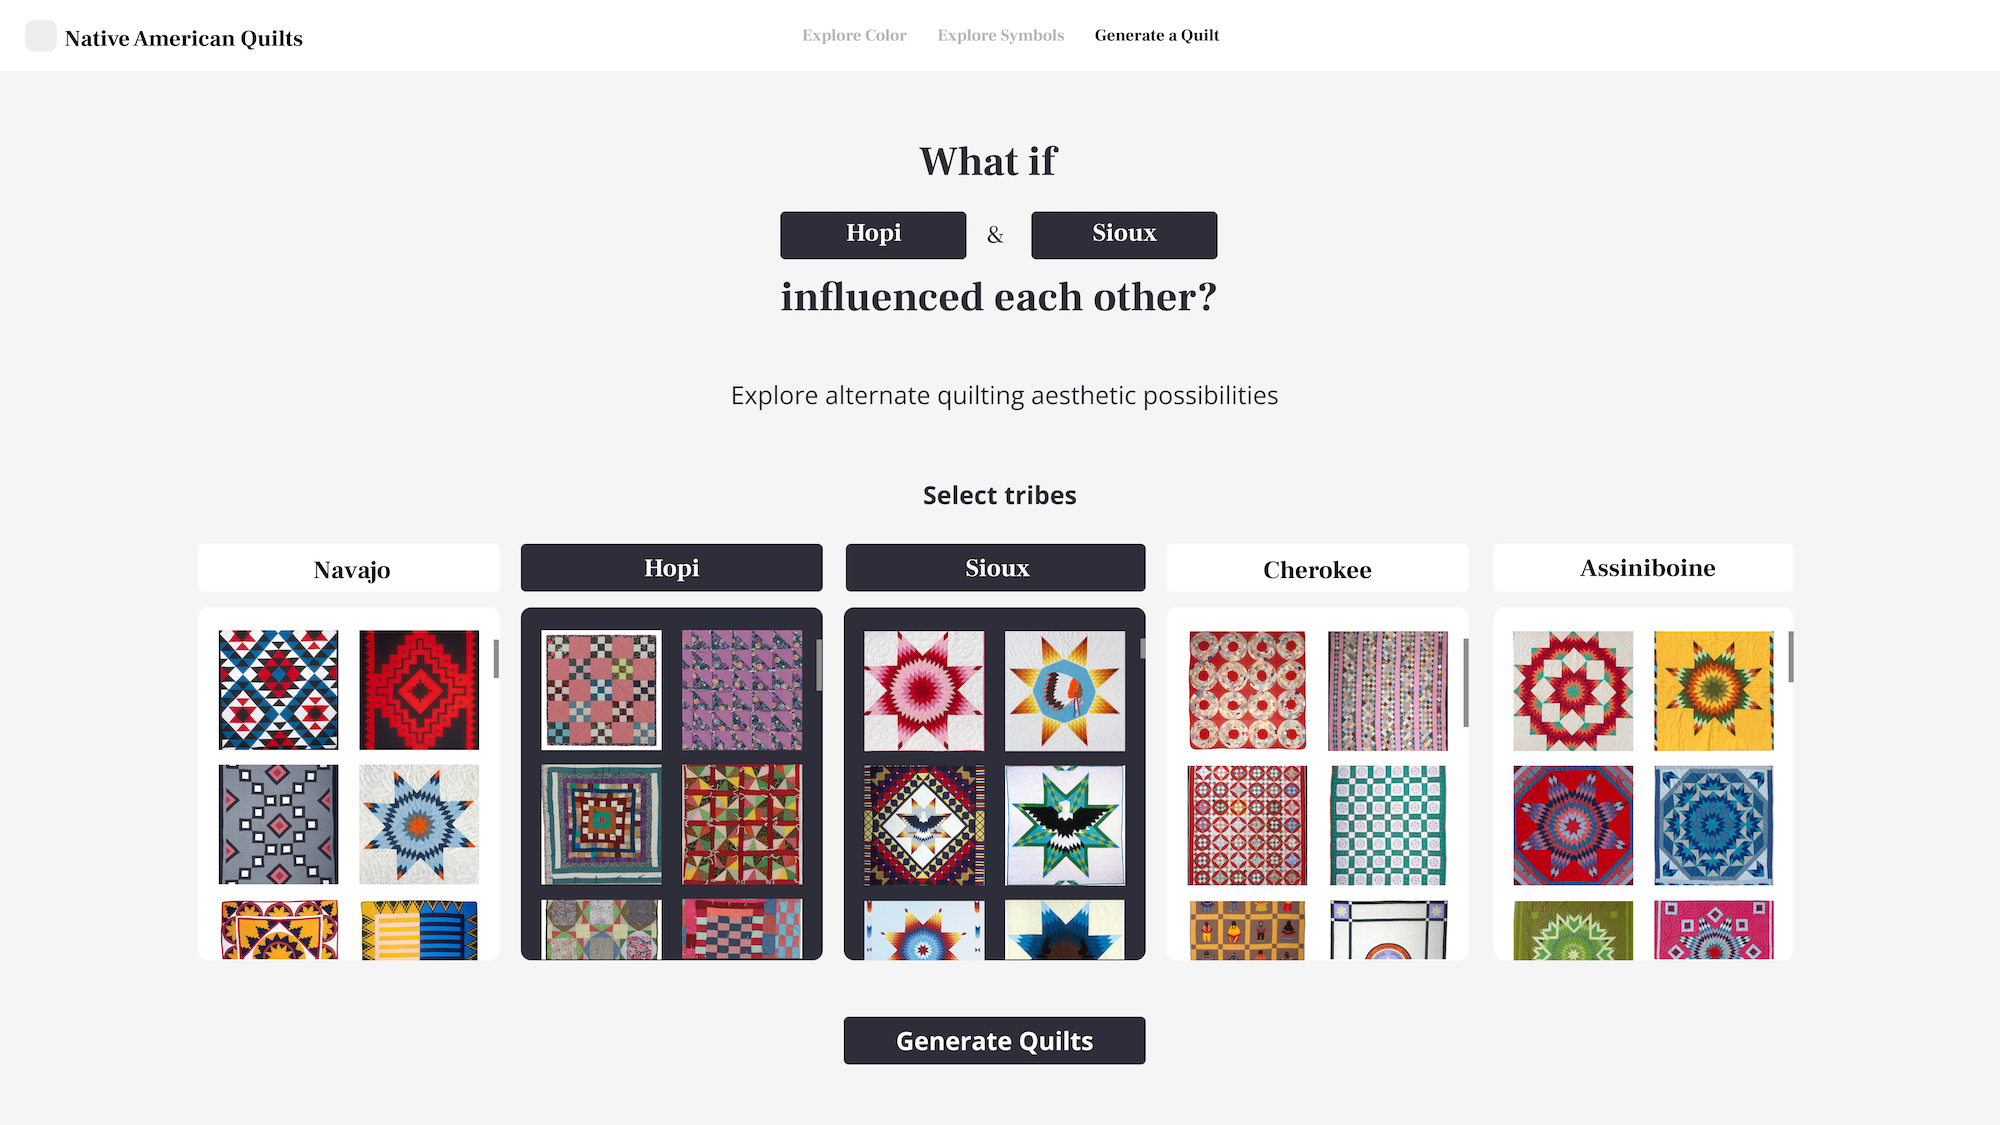 Native American Quilts
Explore Color
Explore Symbols
Generate a Quilt
What if
Hopi & Sioux
influenced each other?
Explore alternate quilting aesthetic possibilities
Select tribes
Navajo
Hopi
Sioux
Cherokee
Assiniboine
Generate Quilts